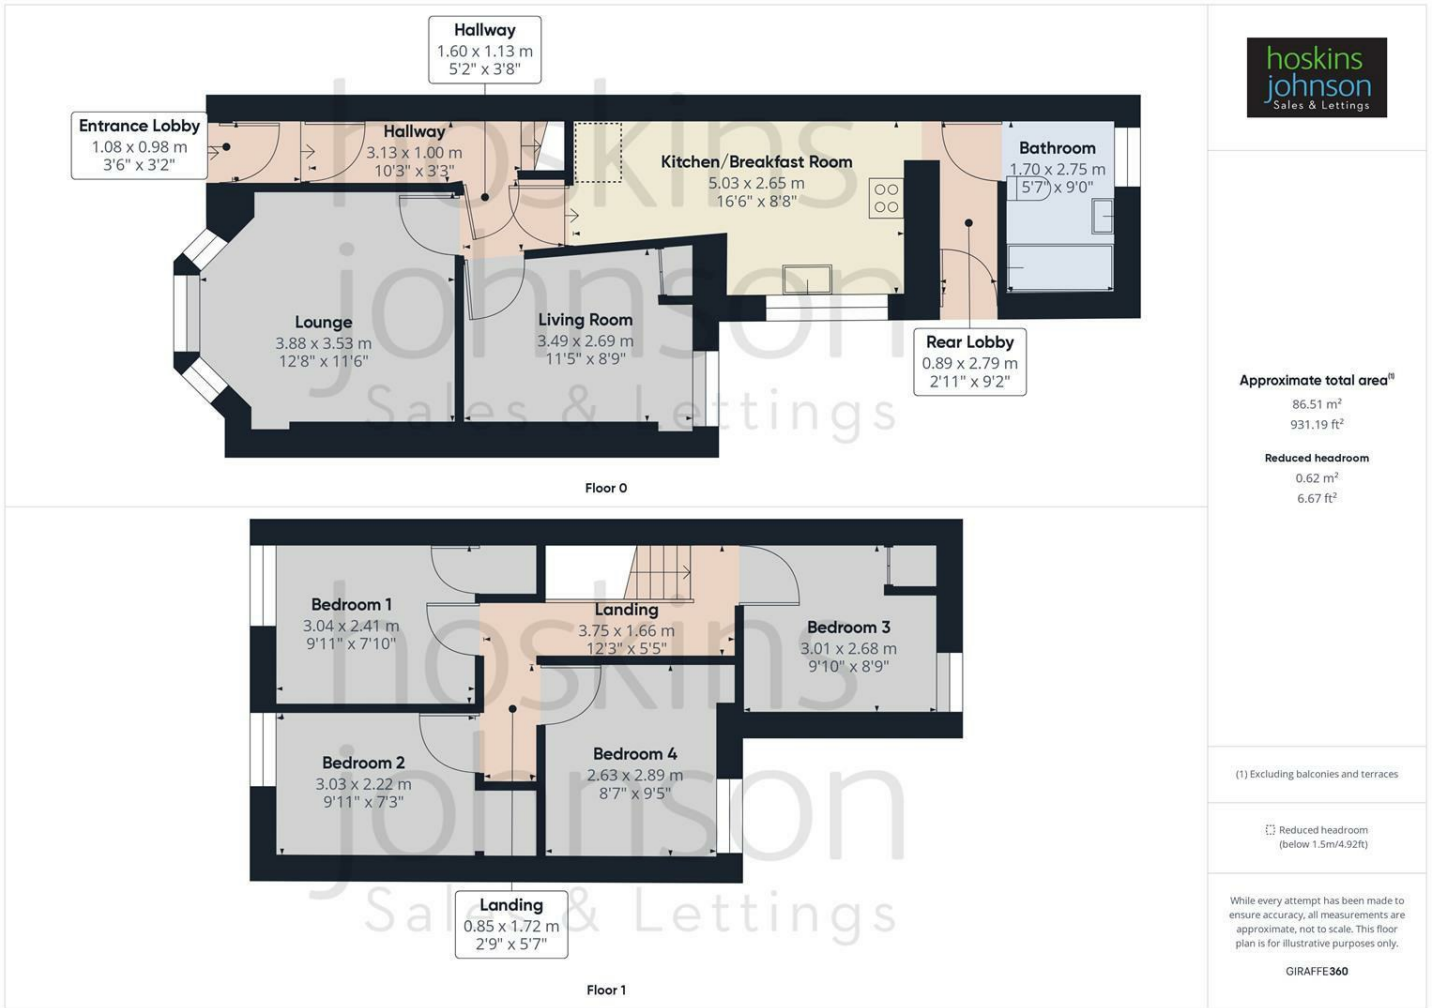 Hallway
1.60 x 1.13 m
5'2" x 3'8"
Entrance Lobby
1.08 x 0.98 m
3'6" x 3'2"
Hallway
3.13 x 1.00 m
10'3" x 3'3"
Kitchen/Breakfast Room
5.03 x 2.65 m
16'6" x 8'8"
Bathroom
1.70 x 2.75 m
5'7" x 9'0"
Lounge
3.88 x 3.53 m
12'8" x 11'6"
Living Room
3.49 x 2.69 m
11'5" x 8'9"
Rear Lobby
0.89 x 2.79 m
2'11" x 9'2"
hoskins
johnson
Sales & Lettings
Floor 0
Bedroom 1
3.04 x 2.41 m
9'11" x 7'10"
Landing
3.75 x 1.66 m
12'3" x 5'5"
Bedroom 3
3.01 x 2.68 m
9'10" x 8'9"
Bedroom 2
3.03 x 2.22 m
9'11" x 7'3"
Bedroom 4
2.63 x 2.89 m
8'7" x 9'5"
Landing
0.85 x 1.72 m
2'9" x 5'7"
hoskins
johnson
Sales & Lettings
Floor 1
hoskins
johnson
Sales & Lettings
Approximate total area(1)
86.51 m²
931.19 ft²
Reduced headroom
0.62 m²
6.67 ft²
(1) Excluding balconies and terraces
Reduced headroom
(below 1.5m/4.92ft)
While every attempt has been made to
ensure accuracy, all measurements are
approximate, not to scale. This floor
plan is for illustrative purposes only.
GIRAFFE360